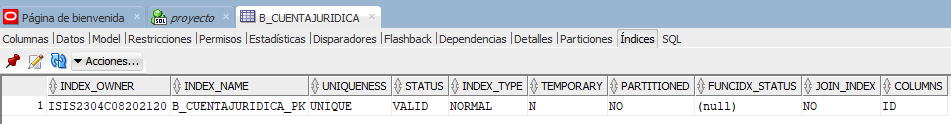 Página de bienvenida proyecto B_CUENTAJURIDICA
Columnas Datos Model Restricciones Permisos Estadísticas Disparadores Flashback Dependencias Detalles Particiones Índices SQL
Acciones...
INDEX_OWNER INDEX_NAME UNIQUENESS STATUS INDEX_TYPE TEMPORARY PARTITIONED FUNCIDX_STATUS JOIN_INDEX COLUMNS
1 ISIS2304C08202120 B_CUENTAJURIDICA_PK UNIQUE VALID NORMAL N NO (null) NO ID